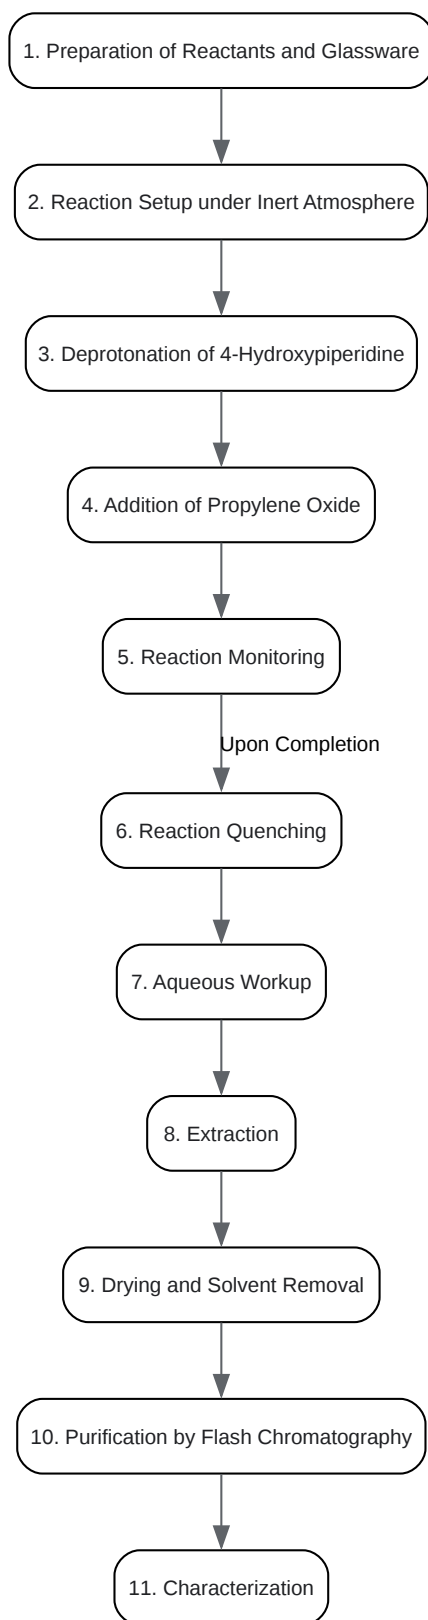 1. Preparation of Reactants and Glassware
2. Reaction Setup under Inert Atmosphere
3. Deprotonation of 4-Hydroxypiperidine
4. Addition of Propylene Oxide
5. Reaction Monitoring
Upon Completion
6. Reaction Quenching
7. Aqueous Workup
8. Extraction
9. Drying and Solvent Removal
10. Purification by Flash Chromatography
11. Characterization